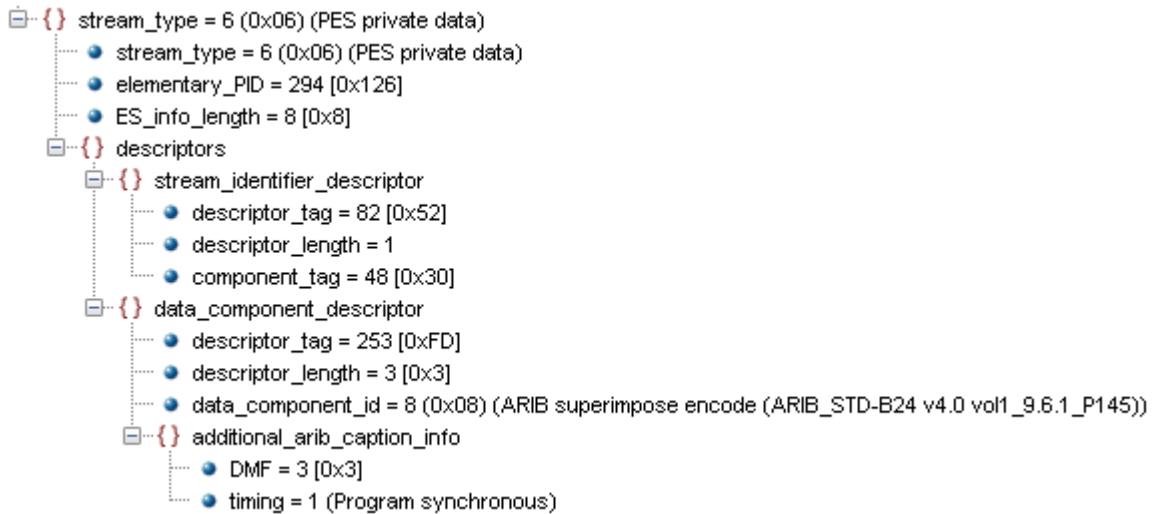 {} stream_type = 6 (0x06) (PES private data)
stream_type = 6 (0x06) (PES private data)
elementary_PID = 294 [0x126]
ES_info_length = 8 [0x8]
{} descriptors
{} stream_identifier_descriptor
descriptor_tag = 82 [0x52]
descriptor_length = 1
component_tag = 48 [0x30]
{} data_component_descriptor
descriptor_tag = 253 [0xFD]
descriptor_length = 3 [0x3]
data_component_id = 8 (0x08) (ARIB superimpose encode (ARIB_STD-B24 v4.0 vol1_9.6.1_P145))
{} additional_arib_caption_info
DMF = 3 [0x3]
timing = 1 (Program synchronous)